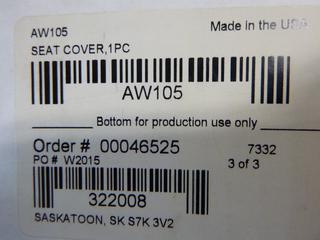 AW105 Made in the USA
SEAT COVER,1PC
AW105
Bottom for production use only
Order # 00046525 7332
PO # W2015 3 of 3
322008
SASKATOON, SK S7K 3V2